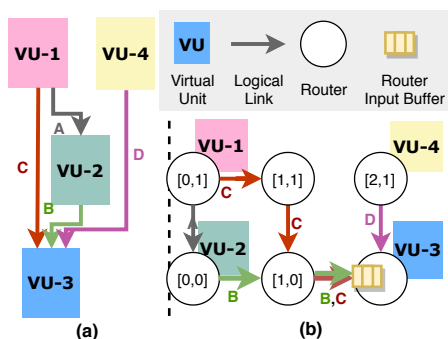 VU-1
VU-4
A
C
VU-2
D
B
VU-3
(a)
VU
Virtual
Unit
Logical
Link
Router
Router
Input Buffer
VU-1
VU-4
[0,1]
C
[1,1]
[2,1]
A
C
D
VU-2
VU-3
[0,0]
B
[1,0]
B,C
(b)